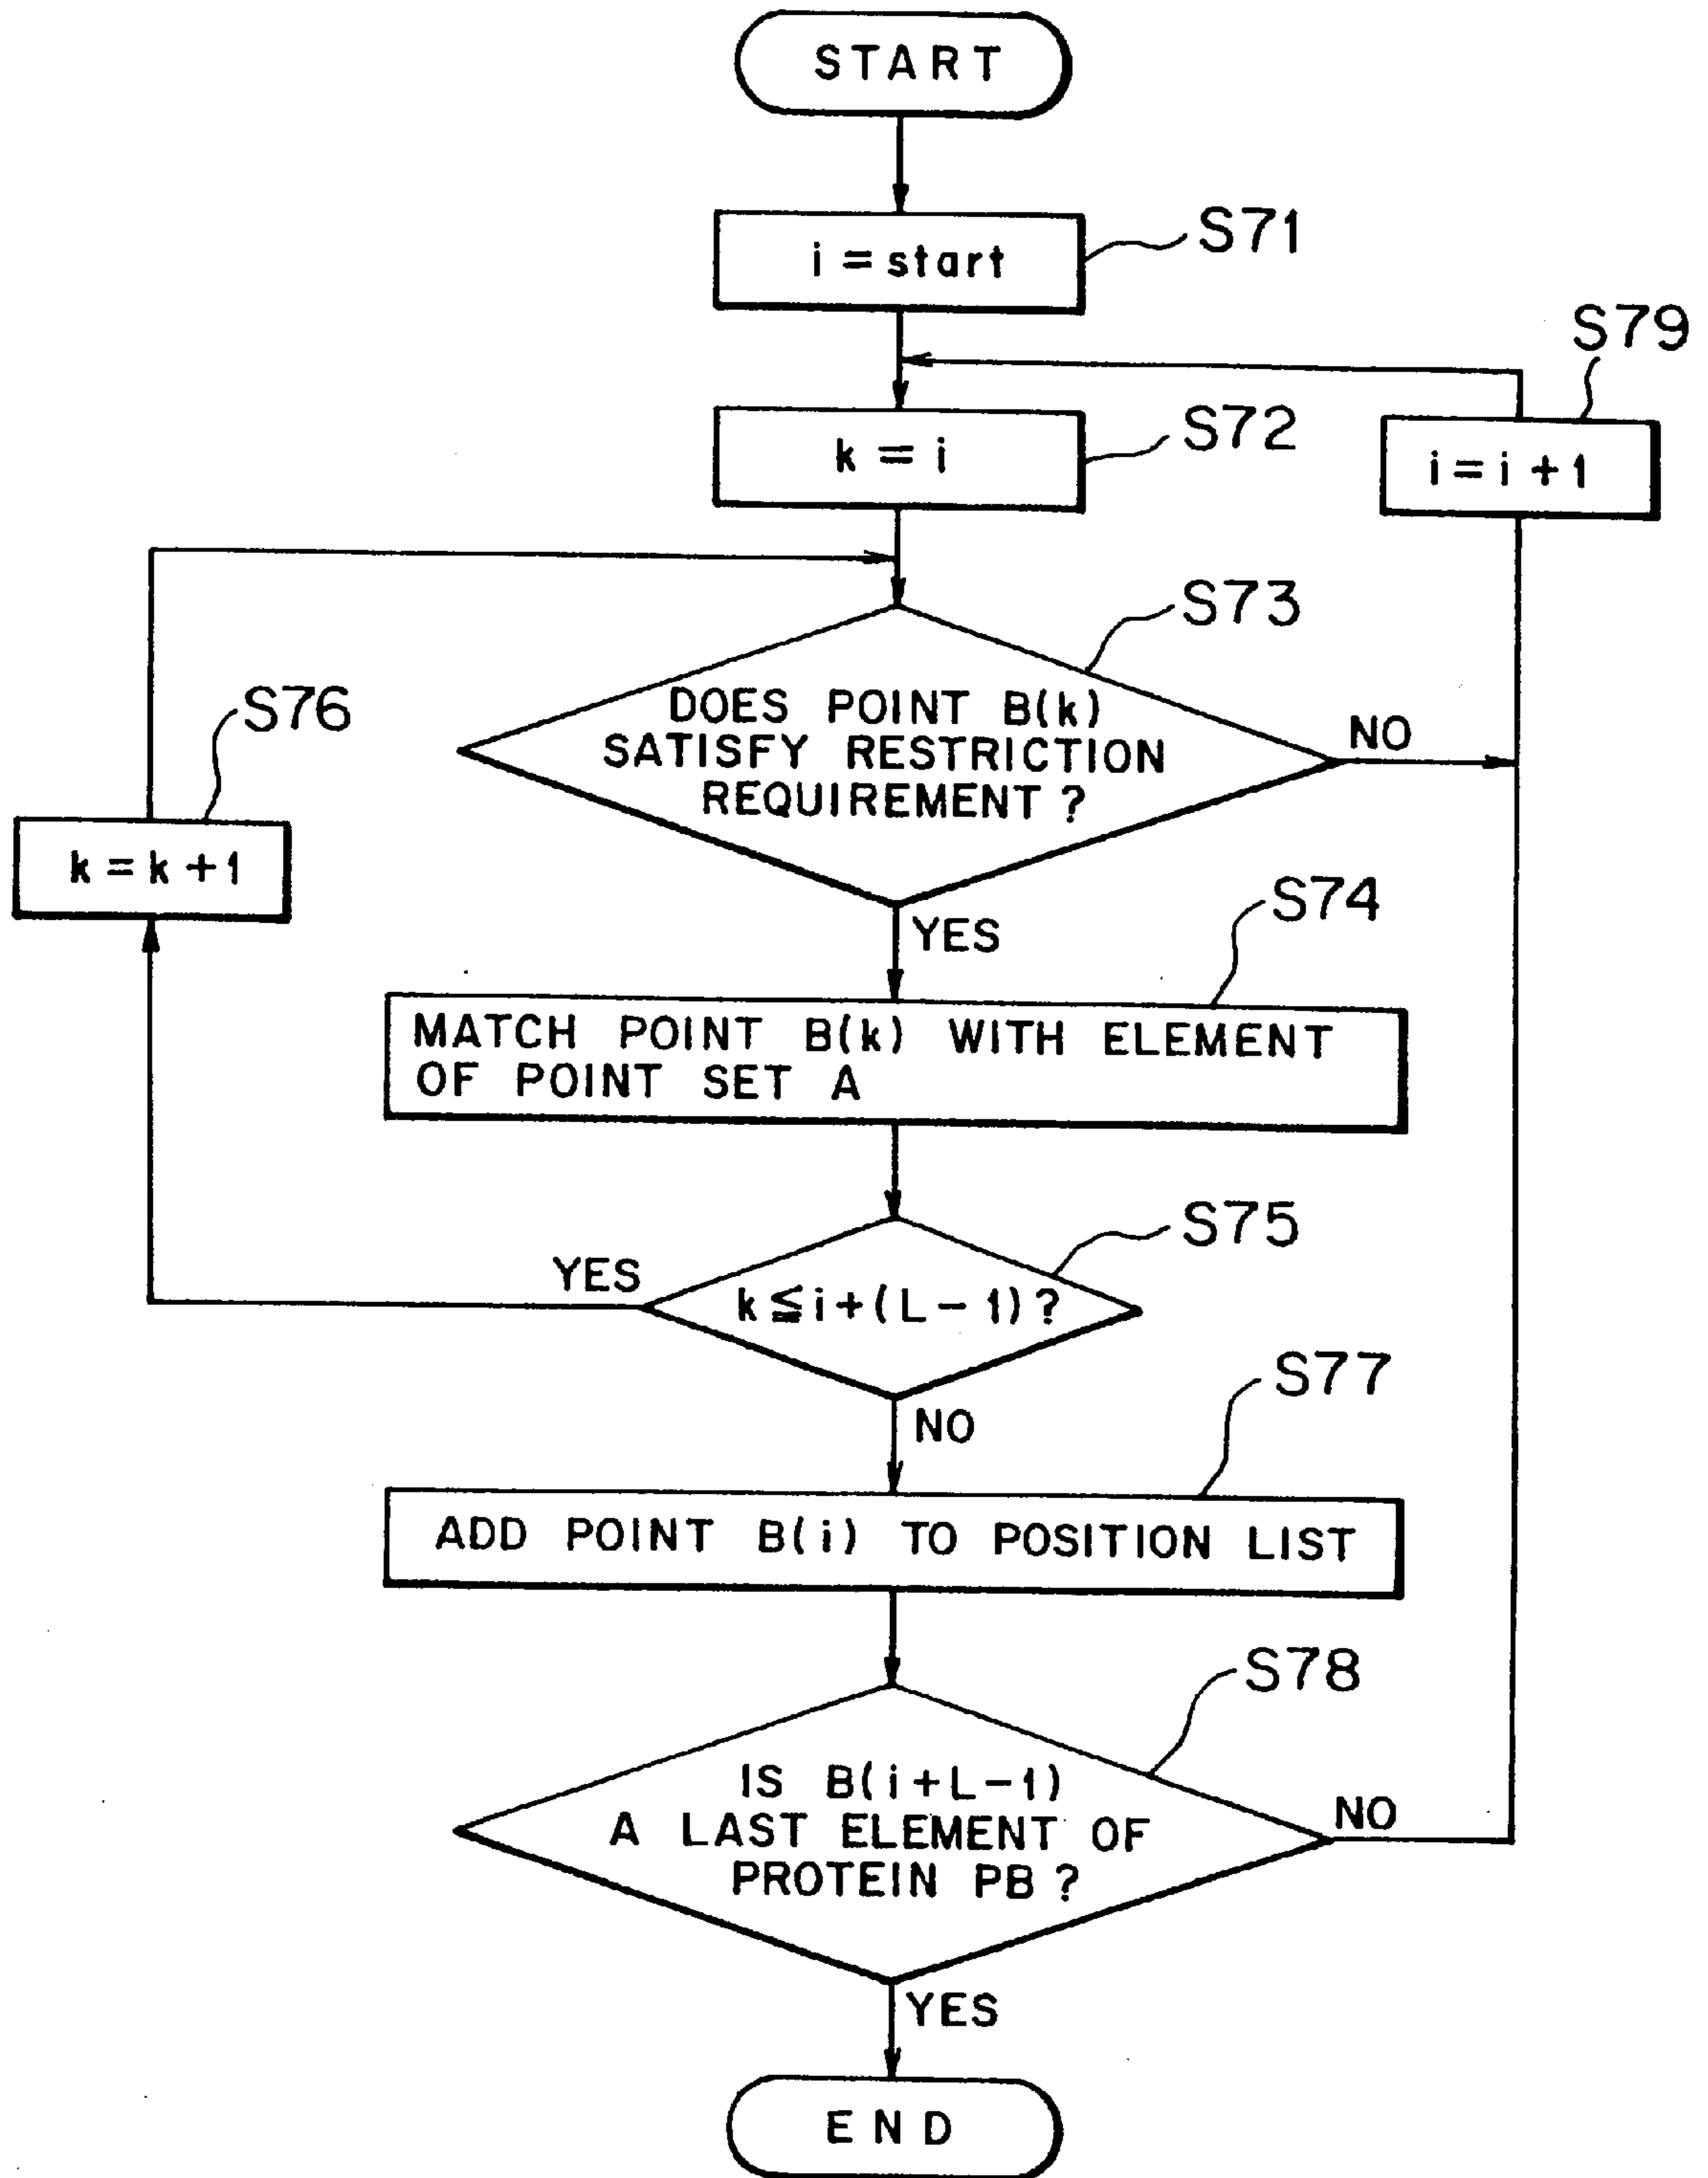 START
i = start
S71
S79
k = i
S72
i = i + 1
S73
DOES POINT B(k)
SATISFY RESTRICTION
REQUIREMENT ?
NO
S76
k = k + 1
YES
S74
MATCH POINT B(k) WITH ELEMENT
OF POINT SET A
S75
YES
k ≦ i + (L - 1) ?
NO
S77
ADD POINT B(i) TO POSITION LIST
S78
IS B(i+L-1)
A LAST ELEMENT OF
PROTEIN PB ?
NO
YES
END